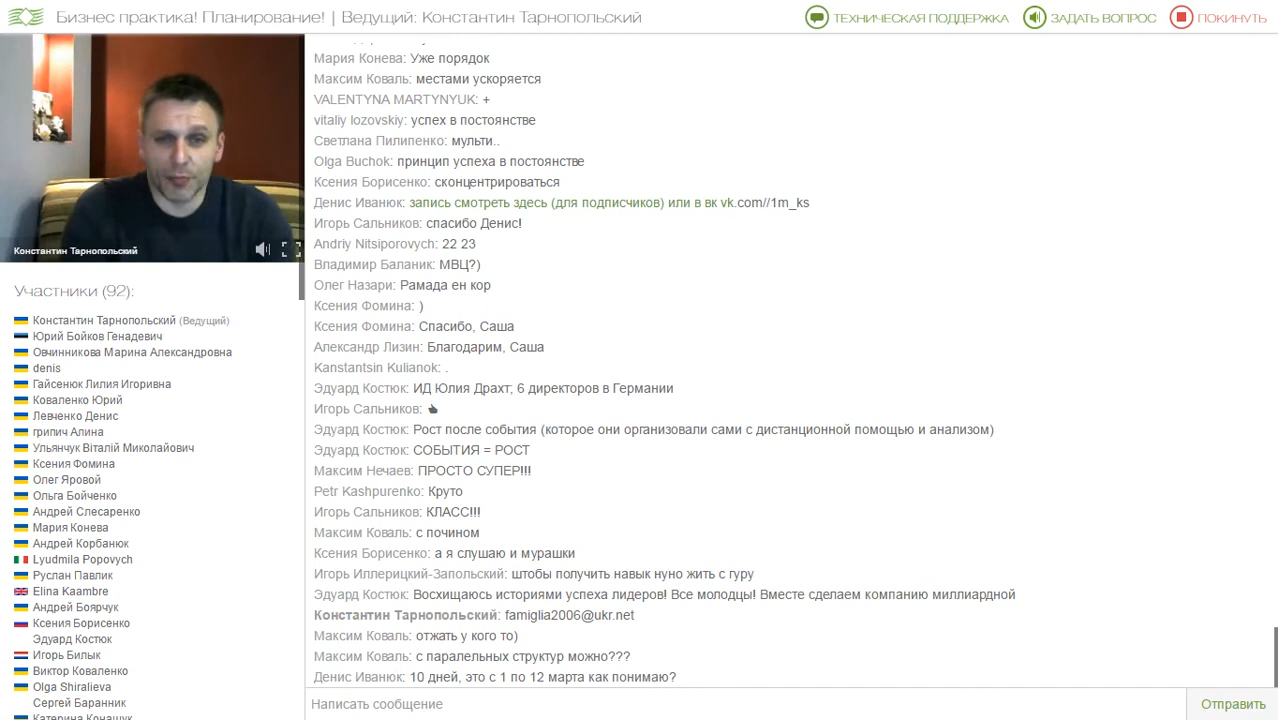 Бизнес практика! Планирование! | Ведущий: Константин Тарнопольский
ТЕХНИЧЕСКАЯ ПОДДЕРЖКА
ЗАДАТЬ ВОПРОС
ПОКИНУТЬ
Константин Тарнопольский
Участники (92):
Константин Тарнопольский (Ведущий)
Юрий Бойков Генадевич
Овчинникова Марина Александровна
denis
Гайсенюк Лилия Игоривна
Коваленко Юрий
Левченко Денис
грипич Алина
Ульянчук Віталій Миколайович
Ксения Фомина
Олег Яровой
Ольга Бойченко
Андрей Слесаренко
Мария Конева
Андрей Корбанюк
Lyudmila Popovych
Руслан Павлик
Elina Kaambre
Андрей Боярчук
Ксения Борисенко
Эдуард Костюк
Игорь Билык
Виктор Коваленко
Olga Shiralieva
Сергей Баранник
Катерина Конашук
Мария Конева: Уже порядок
Максим Коваль: местами ускоряется
VALENTYNA MARTYNYUK: +
vitaliy lozovskiy: успех в постоянстве
Светлана Пилипенко: мульти..
Olga Buchok: принцип успеха в постоянстве
Ксения Борисенко: сконцентрироваться
Денис Иванюк: запись смотреть здесь (для подписчиков) или в вк vk.com//1m_ks
Игорь Сальников: спасибо Денис!
Andriy Nitsiporovych: 22 23
Владимир Баланик: МВЦ?)
Олег Назари: Рамада ен кор
Ксения Фомина: )
Ксения Фомина: Спасибо, Саша
Александр Лизин: Благодарим, Саша
Kanstantsin Kulianok: .
Эдуард Костюк: ИД Юлия Драхт; 6 директоров в Германии
Игорь Сальников:
Эдуард Костюк: Рост после события (которое они организовали сами с дистанционной помощью и анализом)
Эдуард Костюк: СОБЫТИЯ = РОСТ
Максим Нечаев: ПРОСТО СУПЕР!!!
Petr Kashpurenko: Круто
Игорь Сальников: КЛАСС!!!
Максим Коваль: с почином
Ксения Борисенко: а я слушаю и мурашки
Игорь Иллерицкий-Запольский: штобы получить навык нуно жить с гуру
Эдуард Костюк: Восхищаюсь историями успеха лидеров! Все молодцы! Вместе сделаем компанию миллиардной
Константин Тарнопольский: famiglia2006@ukr.net
Максим Коваль: отжать у кого то)
Максим Коваль: с паралельных структур можно???
Денис Иванюк: 10 дней, это с 1 по 12 марта как понимаю?
Написать сообщение
Отправить